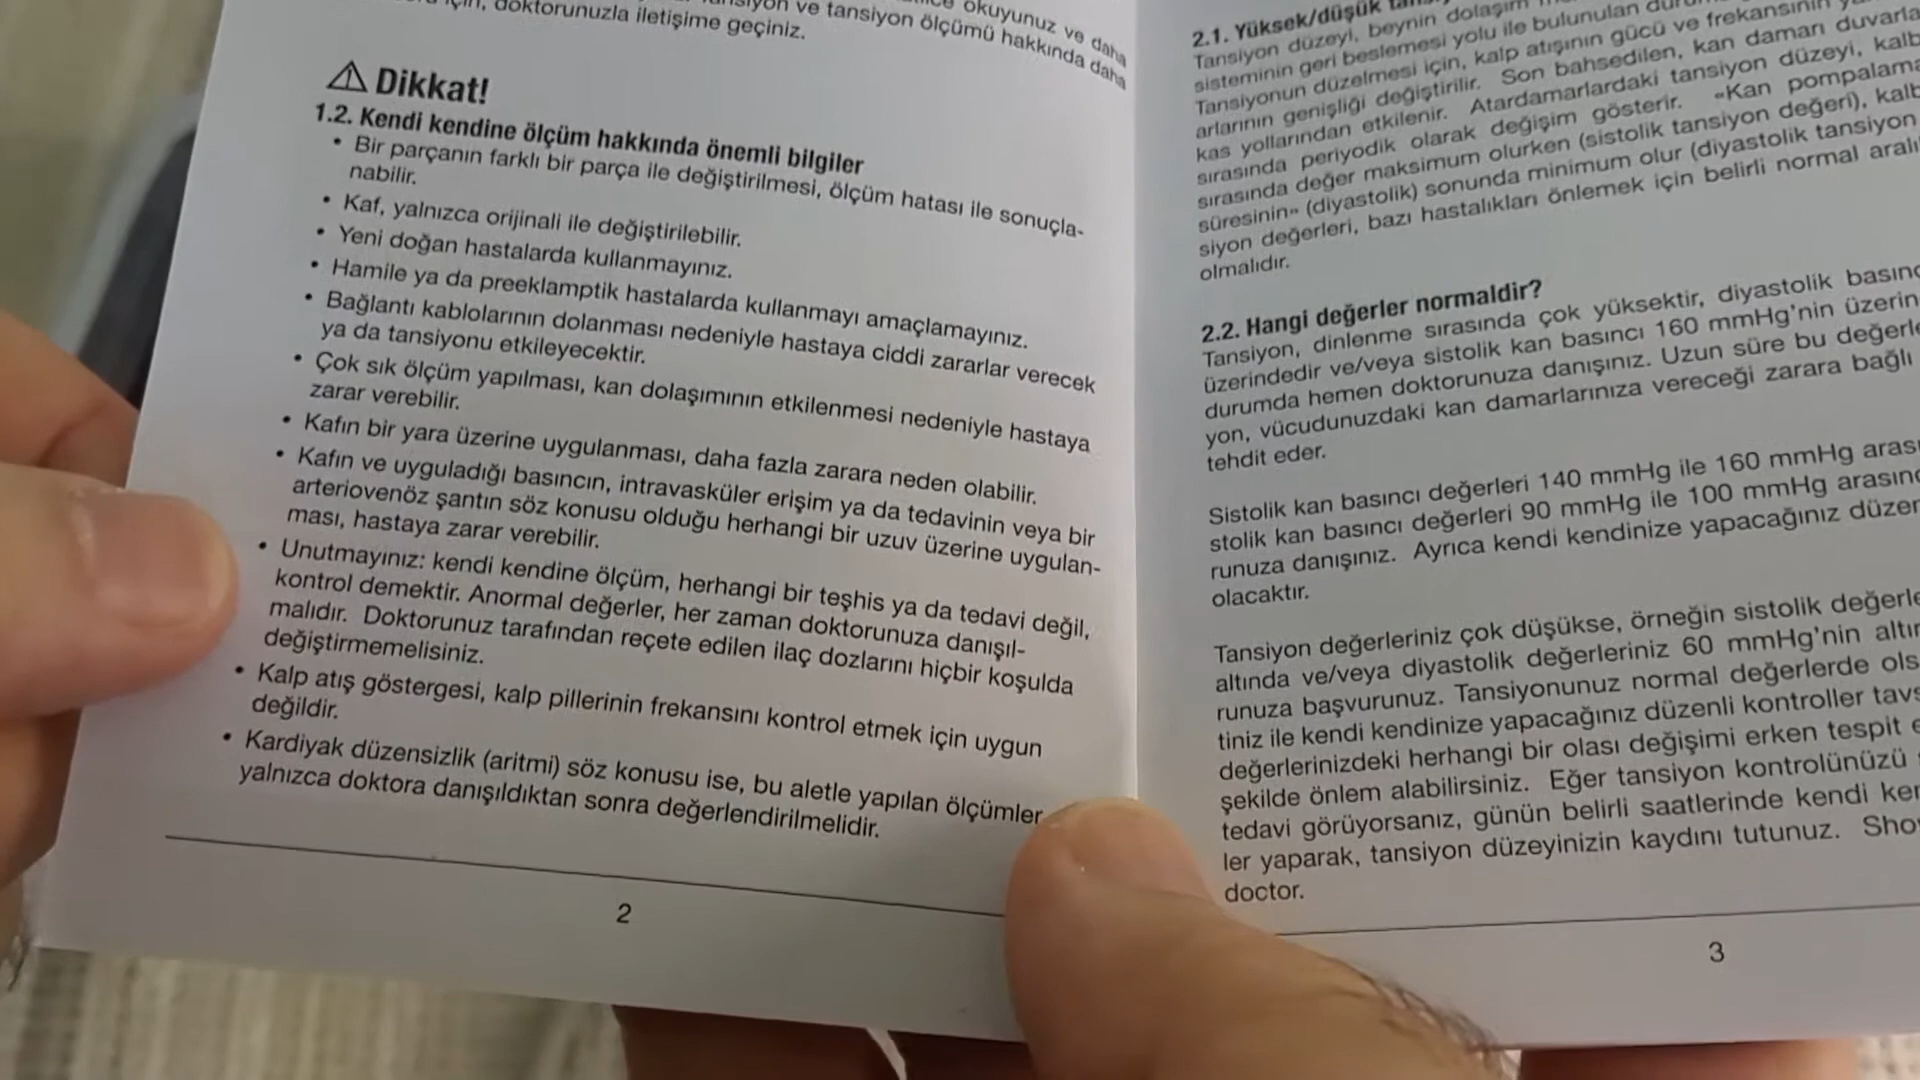 okuyunuz ve daha
tansiyon ve tansiyon ölçümü hakkında daha
için, doktorunuzla iletişime geçiniz.
Dikkat!
1.2. Kendi kendine ölçüm hakkında önemli bilgiler
• Bir parçanın farklı bir parça ile değiştirilmesi, ölçüm hatası ile sonuçla-
nabilir.
• Kaf, yalnızca orijinali ile değiştirilebilir.
• Yeni doğan hastalarda kullanmayınız.
• Hamile ya da preeklamptik hastalarda kullanmayı amaçlamayınız.
• Bağlantı kablolarının dolanması nedeniyle hastaya ciddi zararlar verecek
ya da tansiyonu etkileyecektir.
• Çok sık ölçüm yapılması, kan dolaşımının etkilenmesi nedeniyle hastaya
zarar verebilir.
• Kafın bir yara üzerine uygulanması, daha fazla zarara neden olabilir.
• Kafın ve uyguladığı basıncın, intravasküler erişim ya da tedavinin veya bir
arteriovenöz şantın söz konusu olduğu herhangi bir uzuv üzerine uygulan-
ması, hastaya zarar verebilir.
• Unutmayınız: kendi kendine ölçüm, herhangi bir teşhis ya da tedavi değil,
kontrol demektir. Anormal değerler, her zaman doktorunuza danışıl-
malıdır. Doktorunuz tarafından reçete edilen ilaç dozlarını hiçbir koşulda
değiştirmemelisiniz.
• Kalp atış göstergesi, kalp pillerinin frekansını kontrol etmek için uygun
değildir.
• Kardiyak düzensizlik (aritmi) söz konusu ise, bu aletle yapılan ölçümler
yalnızca doktora danışıldıktan sonra değerlendirilmelidir.
2
2.1. Yüksek/düşük
Tansiyon düzeyi, beynin dolaşım
sisteminin geri beslemesi yolu ile bulunulan
Tansiyonun düzelmesi için, kalp atışının gücü ve frekansının
arlarının genişliği değiştirilir. Son bahsedilen, kan damarı
kas yollarından etkilenir. Atardamarlardaki tansiyon düzeyi,
sırasında periyodik olarak değişim gösterir. «Kan
sırasında değer maksimum olurken (sistolik tansiyon değeri),
süresinin» (diyastolik) sonunda minimum olur (diyastolik tansiyon
siyon değerleri, bazı hastalıkları önlemek için belirli normal
olmalıdır.
2.2. Hangi değerler normaldir?
Tansiyon, dinlenme sırasında çok yüksektir, diyastolik
üzerindedir ve/veya sistolik kan basıncı 160 mmHg'nin
durumda hemen doktorunuza danışınız. Uzun süre bu
yon, vücudunuzdaki kan damarlarınıza vereceği zarara bağlı
tehdit eder.
Sistolik kan basıncı değerleri 140 mmHg ile 160 mmHg
stolik kan basıncı değerleri 90 mmHg ile 100 mmHg
runuza danışınız. Ayrıca kendi kendinize yapacağınız
olacaktır.
Tansiyon değerleriniz çok düşükse, örneğin sistolik
altında ve/veya diyastolik değerleriniz 60 mmHg'nin
runuza başvurunuz. Tansiyonunuz normal değerlerde
tiniz ile kendi kendinize yapacağınız düzenli kontroller
değerlerinizdeki herhangi bir olası değişimi erken tespit
şekilde önlem alabilirsiniz. Eğer tansiyon kontrolünüzü
tedavi görüyorsanız, günün belirli saatlerinde kendi
ler yaparak, tansiyon düzeyinizin kaydını tutunuz.
doctor.
3